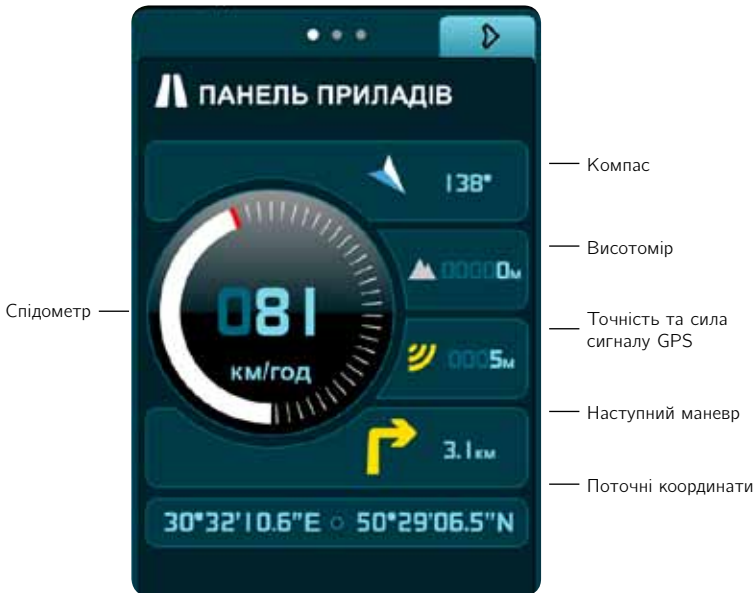 ПАНЕЛЬ ПРИЛАДІВ
138°
Компас
00000м
Висотомір
Спідометр
081
км/год
0005м
Точність та сила
сигналу GPS
3.1км
Наступний маневр
30°32'10.6"E ○ 50°29'06.5"N
Поточні координати